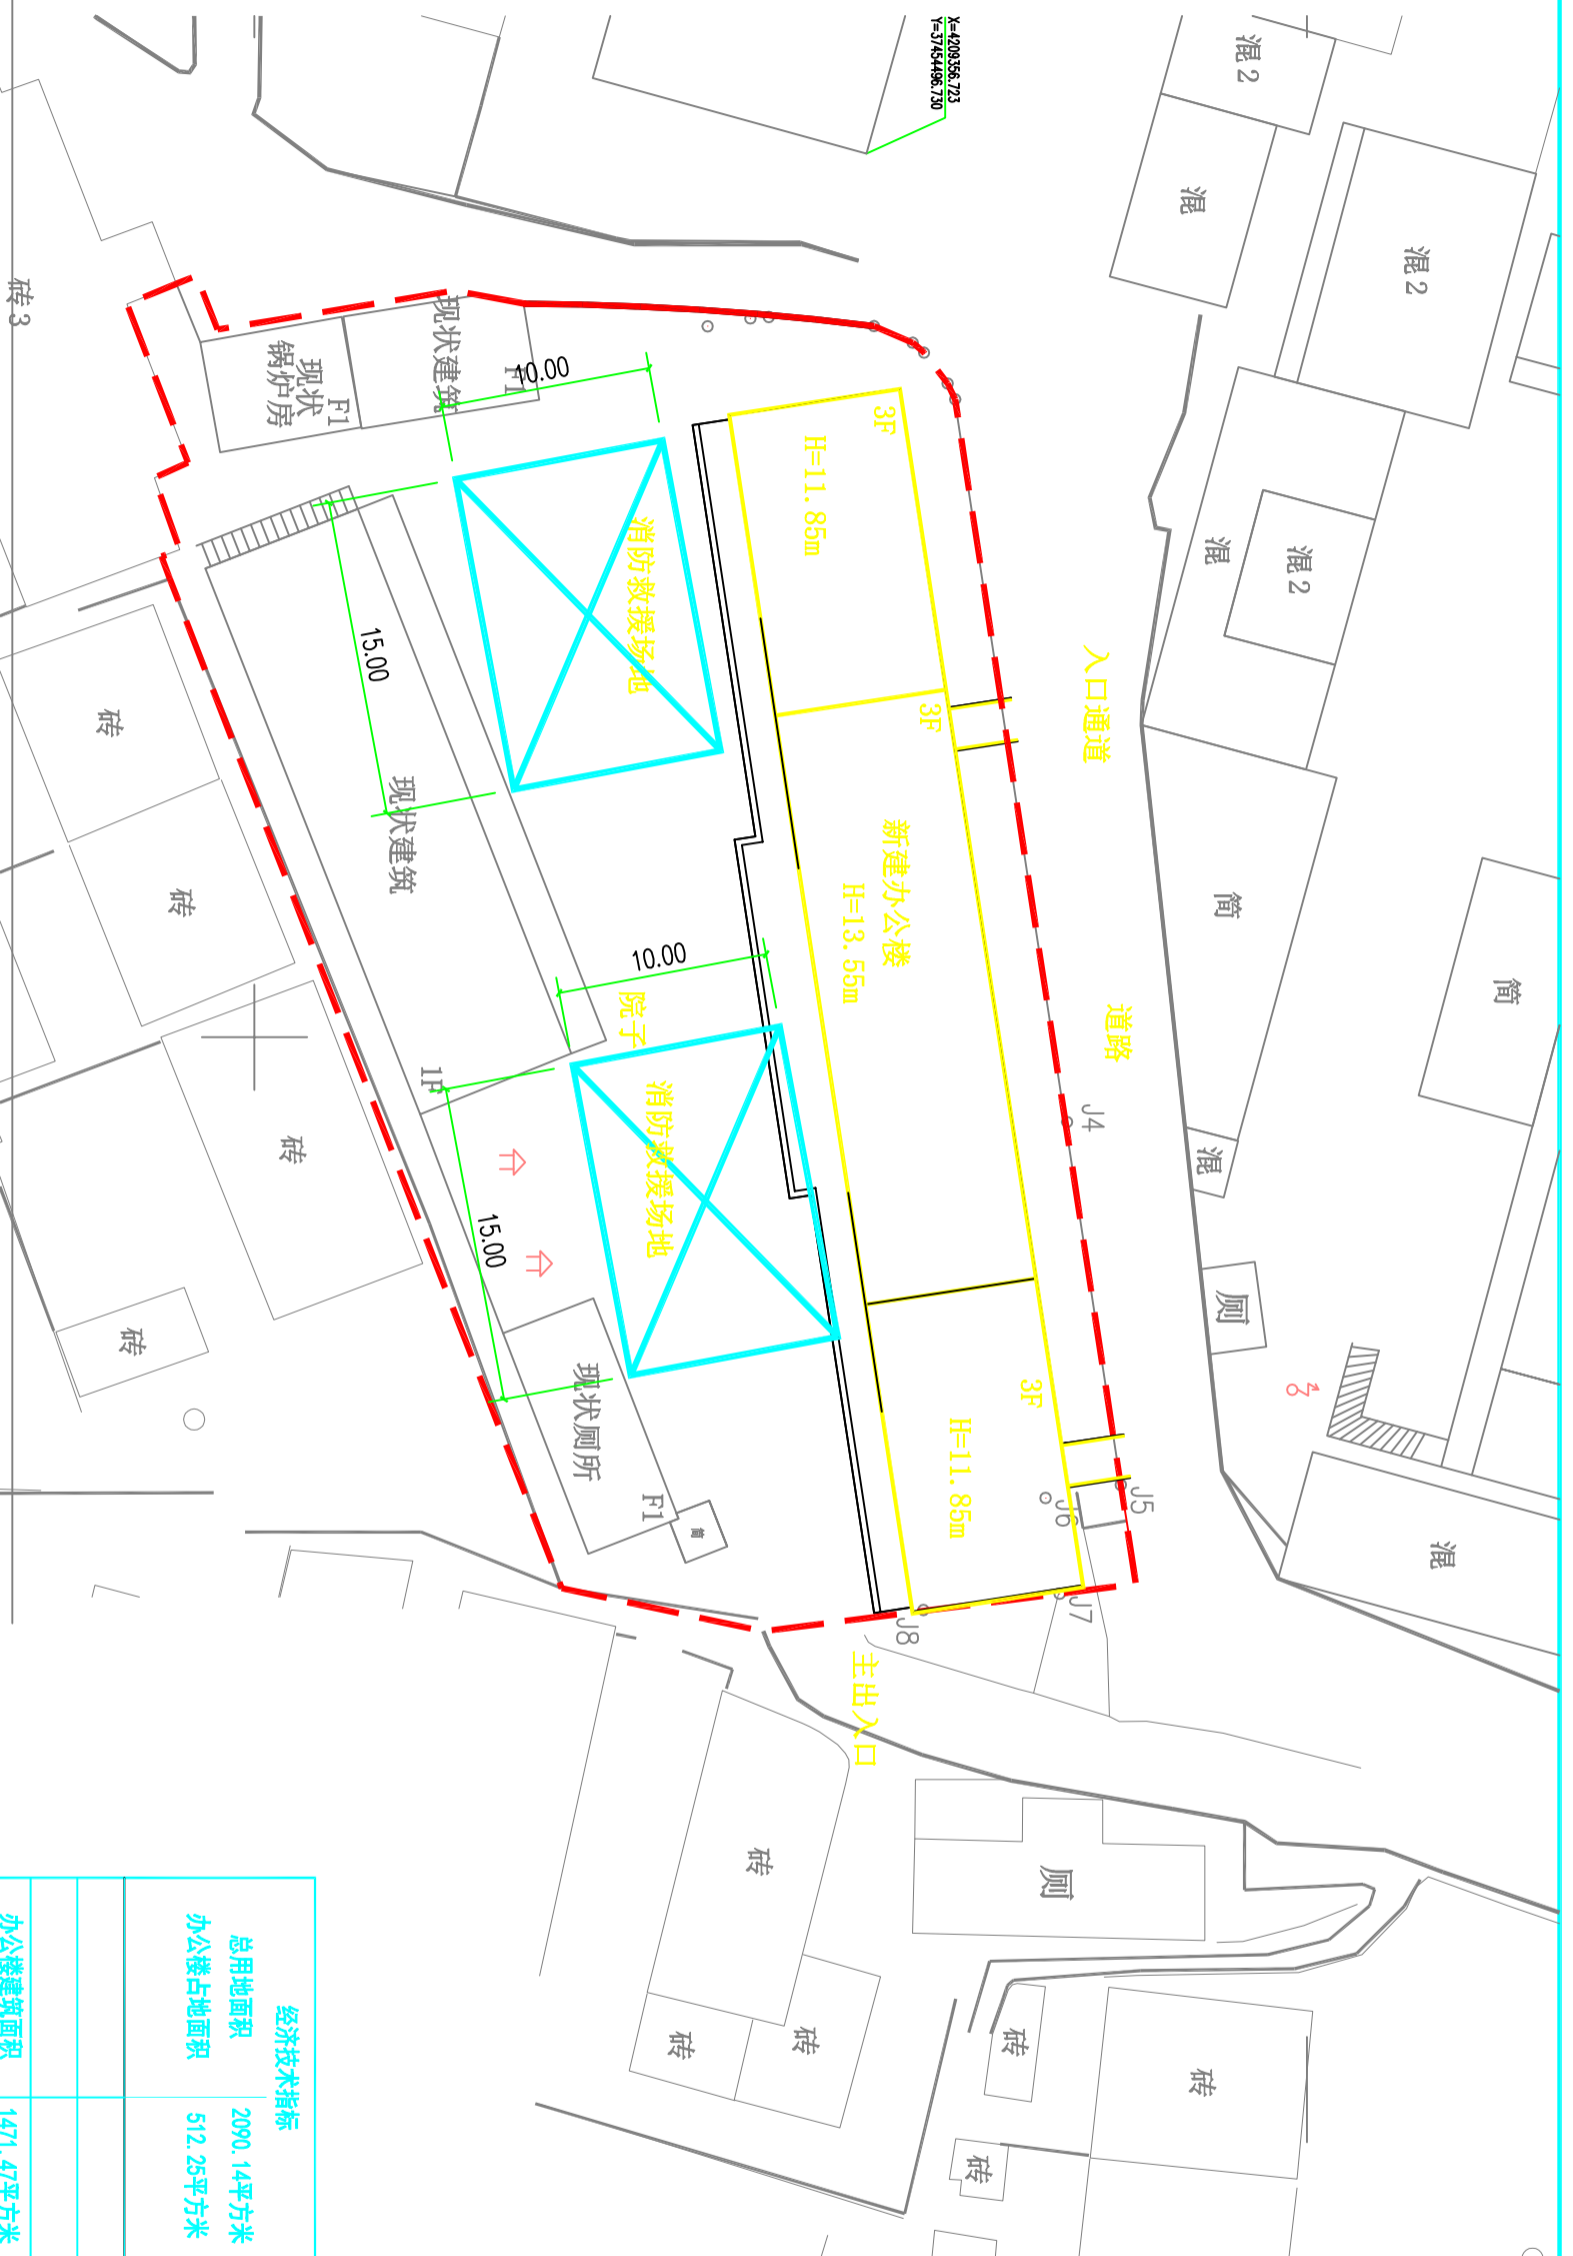 X=4209356.723
Y=37454496.730
混2
混
混2
混2
混
入口通道
简
简
道路
混
厕
混
J4
J5
J6
J7
J8
3F
H=11.85m
3F
新建办公楼
H=13.55m
3F
H=11.85m
现状建筑
F1
现状
锅炉房
F1
砖3
10.00
消防救援场地
15.00
现状建筑
10.00
院子
1F
消防救援场地
15.00
现状厕所
F1
简
主出入口
砖
砖
砖
砖
砖
厕
砖
砖
砖
砖
砖
经济技术指标
总用地面积 2090.14平方米
办公楼占地面积 512.25平方米
办公楼建筑面积 1471.47平方米